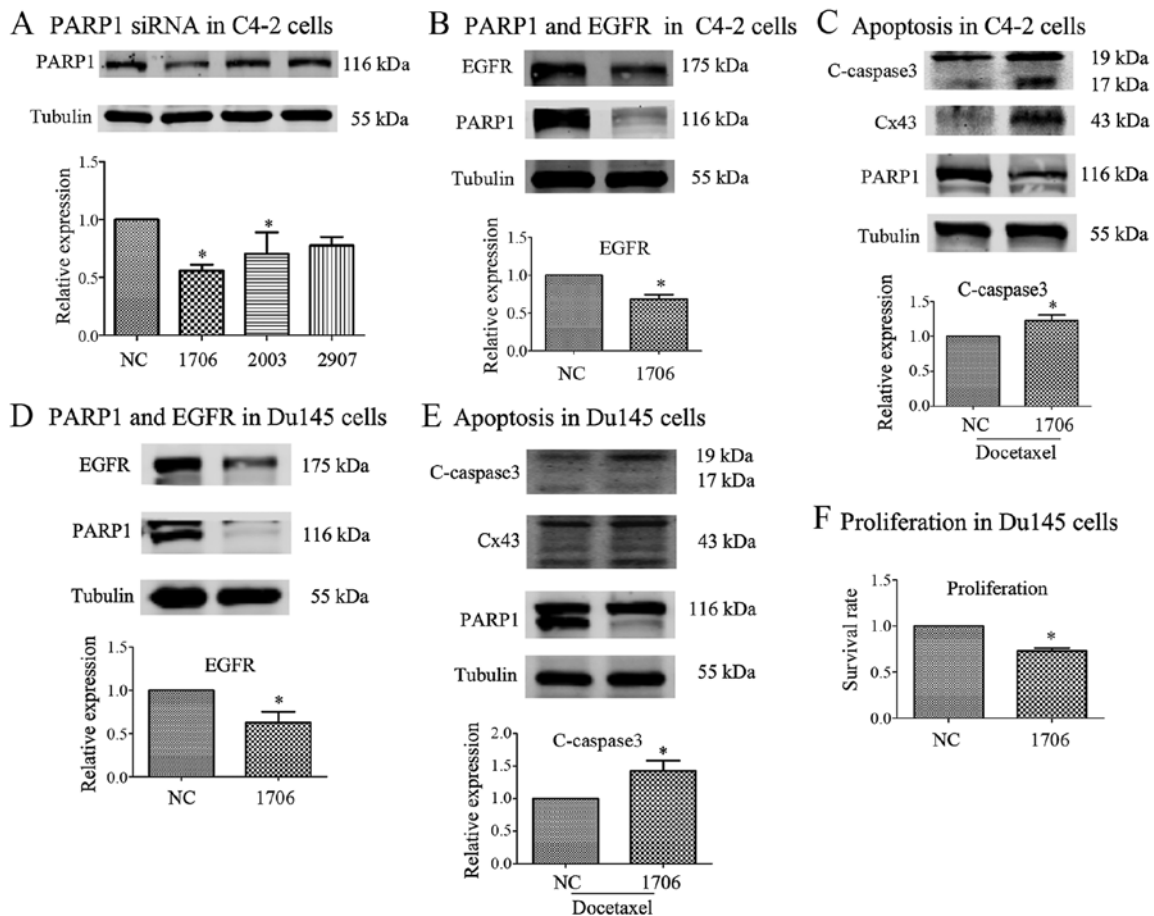 A PARP1 siRNA in C4-2 cells
PARP1 116 kDa
Tubulin 55 kDa
Relative expression
1.5
1.0
0.5
0.0
* *
NC 1706 2003 2907
B PARP1 and EGFR in C4-2 cells
EGFR 175 kDa
PARP1 116 kDa
Tubulin 55 kDa
EGFR
Relative expression
1.5
1.0
0.5
0.0
*
NC 1706
C Apoptosis in C4-2 cells
C-caspase3 19 kDa
17 kDa
Cx43 43 kDa
PARP1 116 kDa
Tubulin 55 kDa
C-caspase3
Relative expression
1.5
1.0
0.5
0.0
*
NC 1706
Docetaxel
D PARP1 and EGFR in Du145 cells
EGFR 175 kDa
PARP1 116 kDa
Tubulin 55 kDa
EGFR
Relative expression
1.5
1.0
0.5
0.0
*
NC 1706
E Apoptosis in Du145 cells
C-caspase3 19 kDa
17 kDa
Cx43 43 kDa
PARP1 116 kDa
Tubulin 55 kDa
C-caspase3
Relative expression
2.0
1.5
1.0
0.5
0.0
*
NC 1706
Docetaxel
F Proliferation in Du145 cells
Proliferation
Survival rate
1.5
1.0
0.5
0.0
*
NC 1706